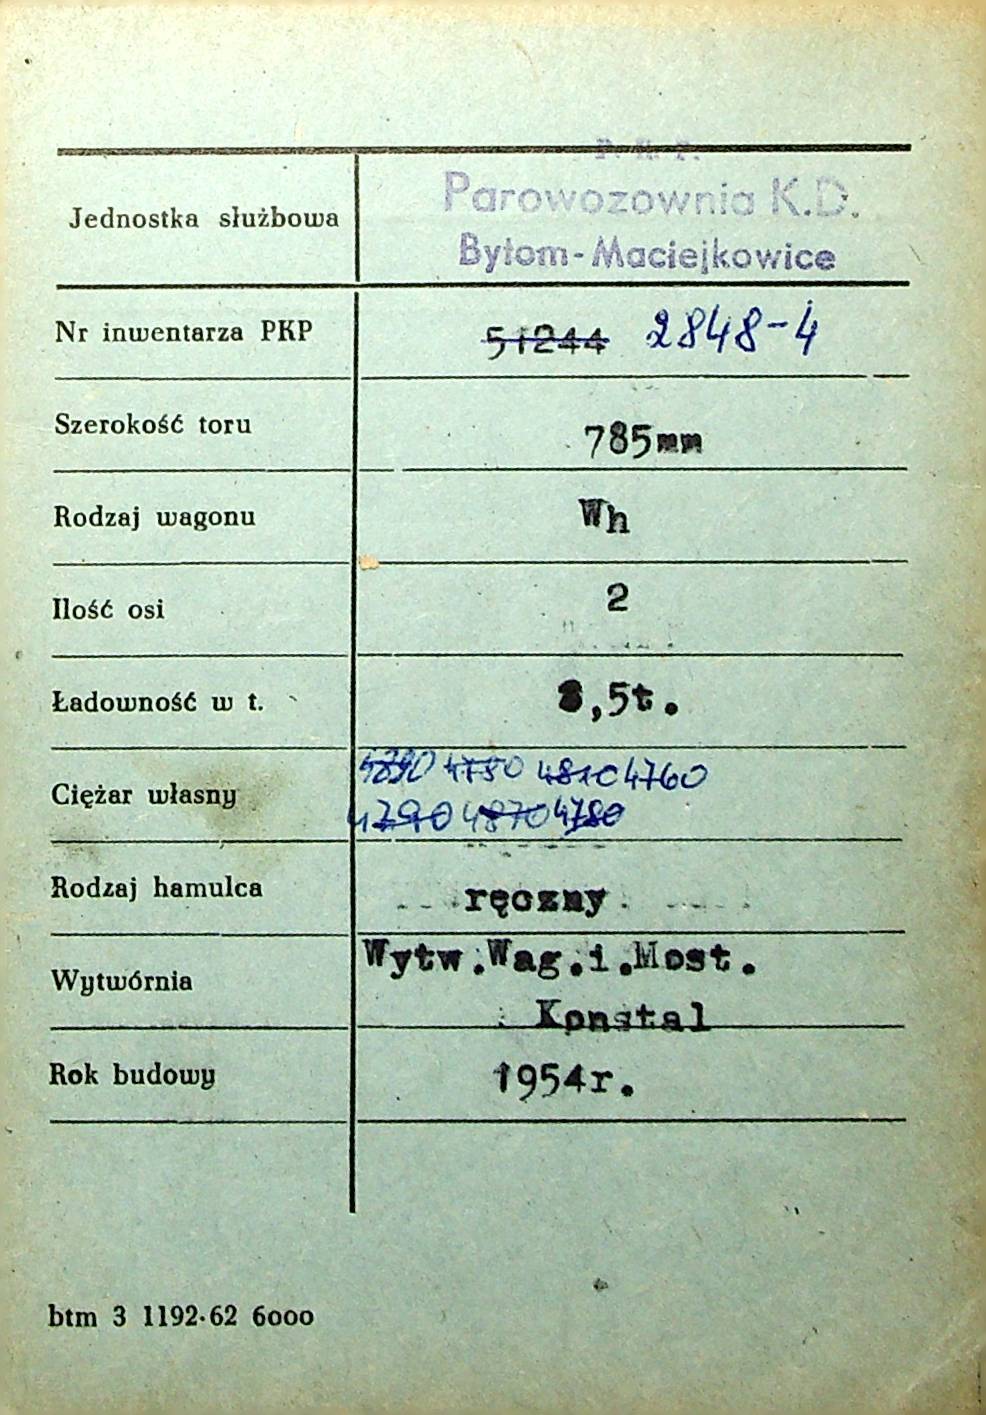 P. K. P.
Parowozownia K.D.
Bytom-Maciejkowice
Jednostka służbowa
Nr inwentarza PKP 51244 2848-4
Szerokość toru 785mm
Rodzaj wagonu Wh
Ilość osi 2
Ładowność w t. 8,5t.
Ciężar własny 4810 4760
4790 4870 4780
Rodzaj hamulca ręczny
Wytwórnia Wytw.Wag.i.Most.
Konstal
Rok budowy 1954r.
btm 3 1192-62 6000